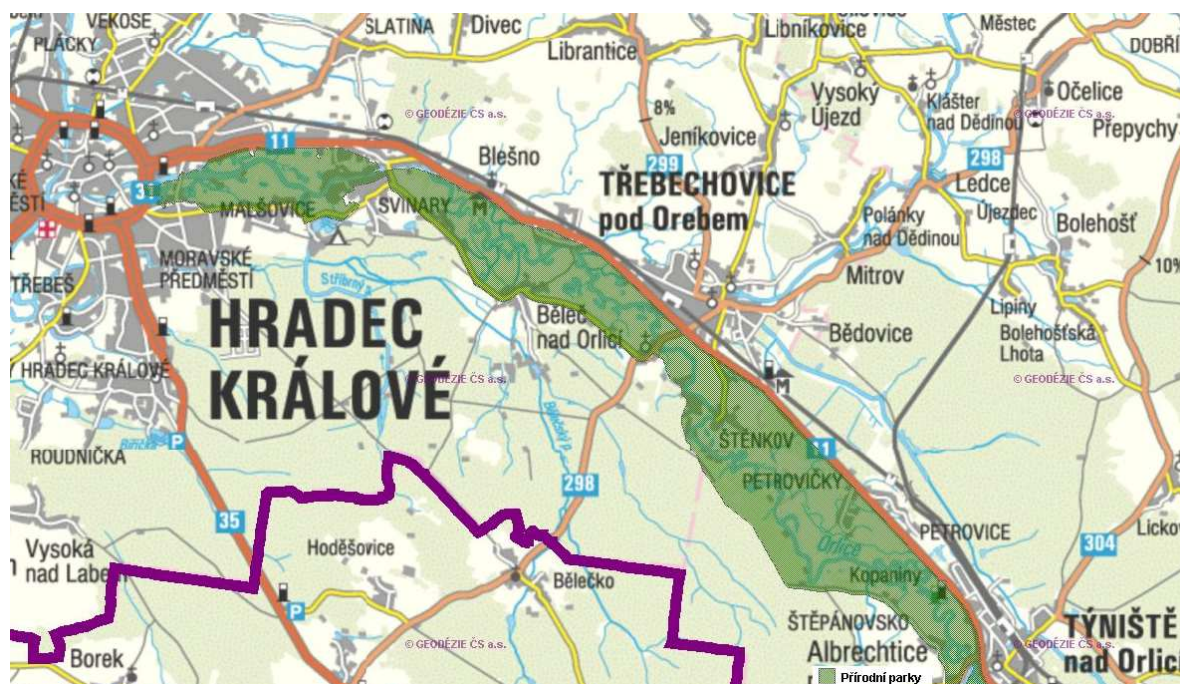 VEKOŠE
PLÁCKY
SLATINA
Divec
Librantice
Libníkovice
Městec
DOBŘÍ
© GEODÉZIE ČS a.s.
8%
Vysoký
Újezd
Klášter
nad Dědinou
Očelice
© GEODÉZIE ČS a.s.
Přepychy
11
Jeníkovice
Blešno
299
TŘEBECHOVICE
pod Orebem
298
Ledce
Újezdec
Bolehošť
MALŠOVICE
SVINARY
M
Polánky
nad Dědinou
MORAVSKÉ
PŘEDMĚSTÍ
TŘEBEŠ
Stříbrný p.
Mitrov
10%
Lipiny
Bolehošťská
Lhota
HRADEC
KRÁLOVÉ
Běleč
nad Orlicí
Bědovice
Ý HRADEC KRÁLOVÉ
© GEODÉZIE ČS a.s.
M
© GEODÉZIE ČS a.s.
Biřička
P
ROUDNIČKA
ŠTĚNKOV
11
PETROVIČKY
298
35
PETROVICE
Lickov
304
Vysoká
nad Labem
Hoděšovice
Orlice
Bělečko
Kopaniny
P
ŠTĚPÁNOVSKO
Albrechtice
TÝNIŠTĚ
nad Orlicí
Borek
© GEODÉZIE ČS a.s.
© GEODÉZIE ČS a.s.
Přírodní parky